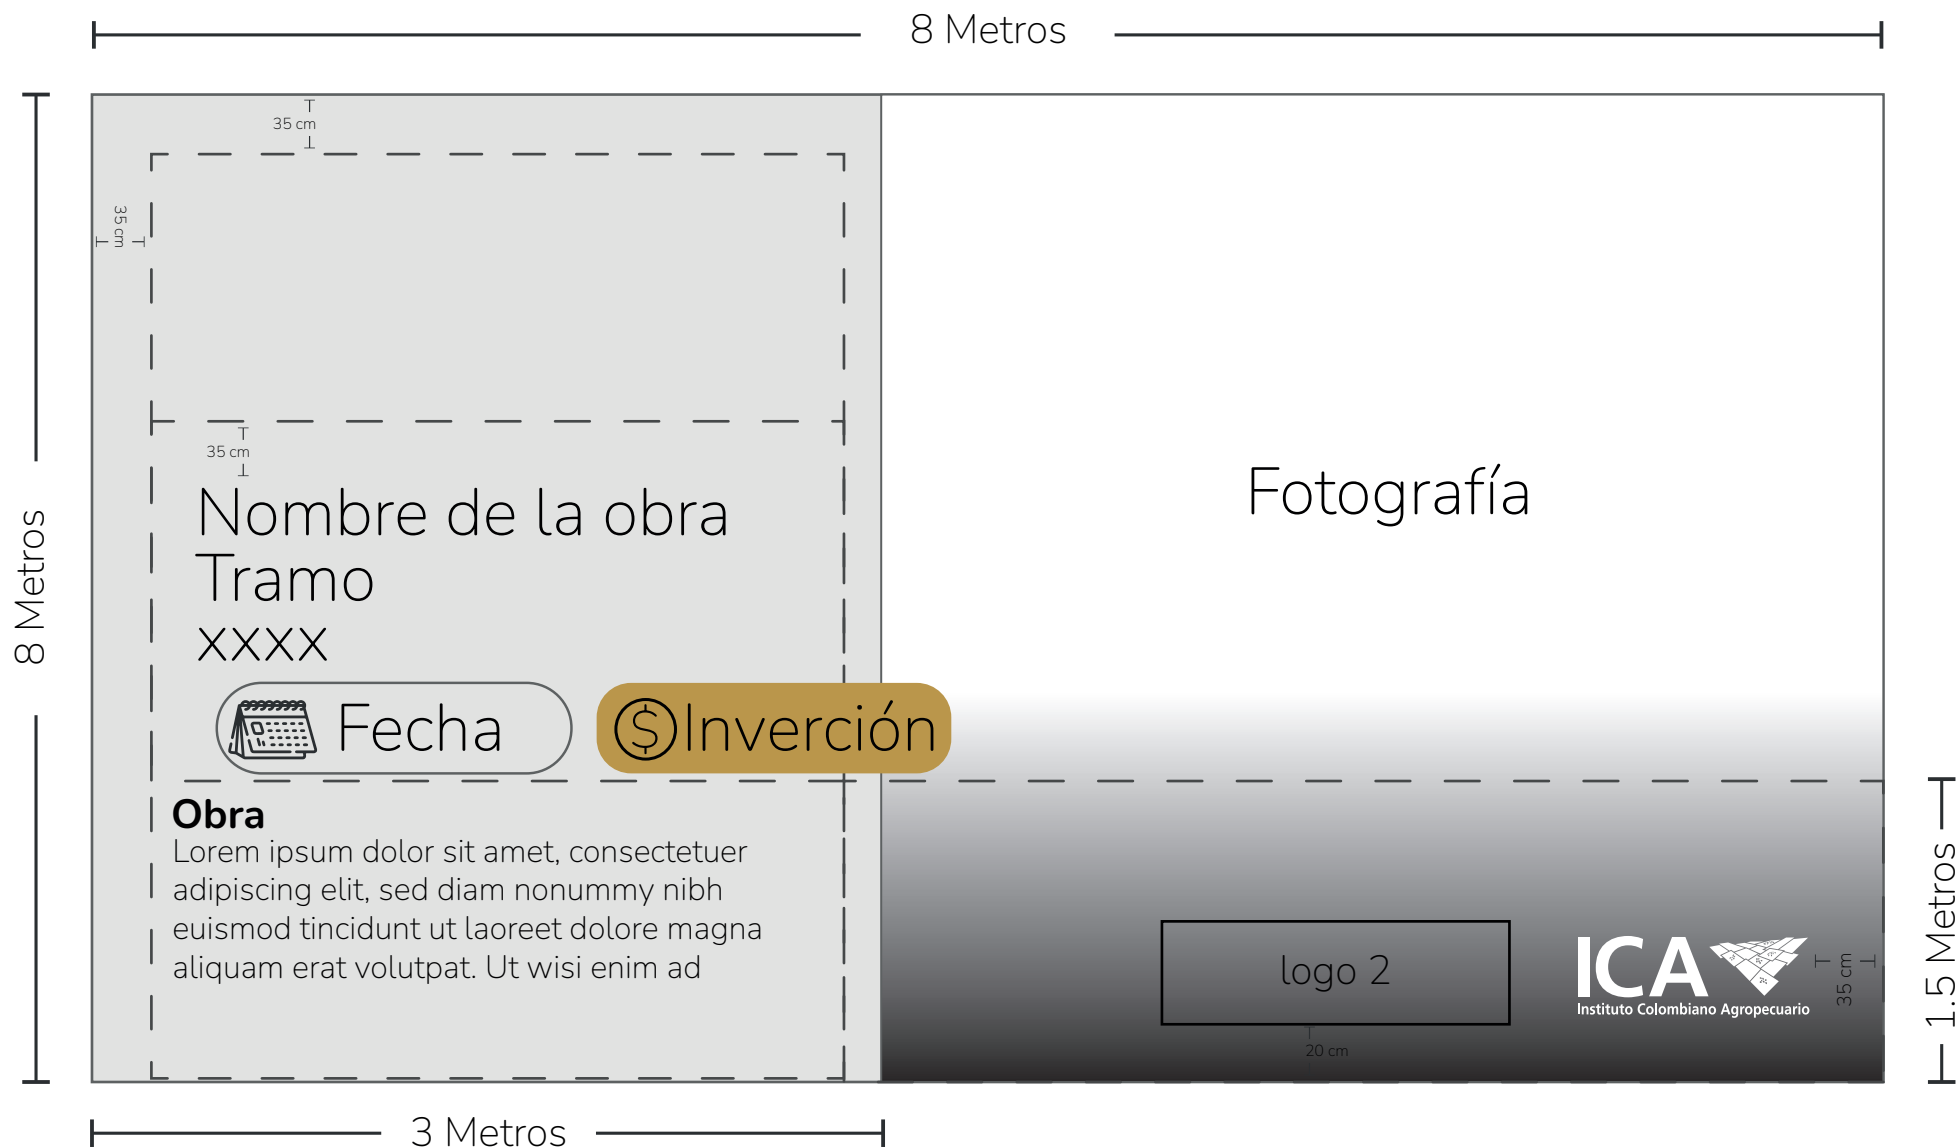 8 Metros
35 cm
35 cm
35 cm
8 Metros
Nombre de la obra
Tramo
xxxx
Fecha
$Inverción
Obra
Lorem ipsum dolor sit amet, consectetuer
adipiscing elit, sed diam nonummy nibh
euismod tincidunt ut laoreet dolore magna
aliquam erat volutpat. Ut wisi enim ad
Fotografía
logo 2
20 cm
ICA
Instituto Colombiano Agropecuario
35 cm
1.5 Metros
3 Metros